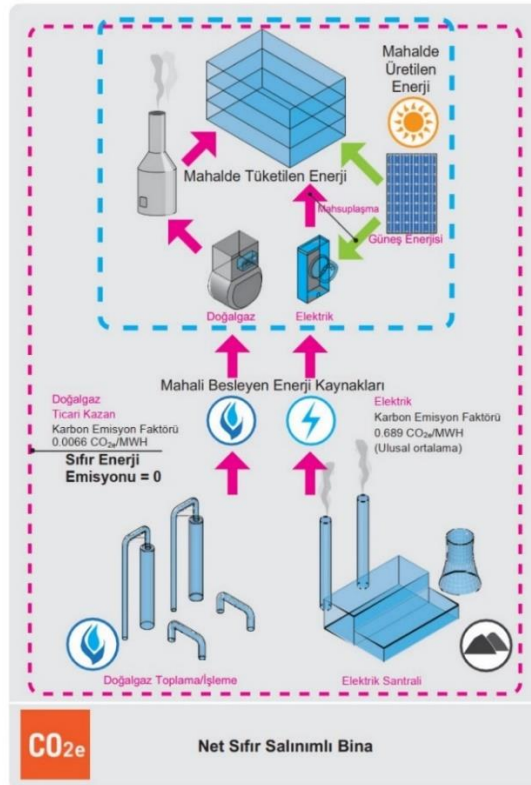 Mahalde
Üretilen
Enerji
Mahalde Tüketilen Enerji
Mahsuplaşma
Güneş Enerjisi
Doğalgaz
Elektrik
Mahali Besleyen Enerji Kaynakları
Doğalgaz
Ticari Kazan
Karbon Emisyon Faktörü
0.0066 CO₂ₑ/MWH
Sıfır Enerji
Emisyonu = 0
Elektrik
Karbon Emisyon Faktörü
0.689 CO₂ₑ/MWH
(Ulusal ortalama)
Doğalgaz Toplama/İşleme
Elektrik Santrali
CO₂e
Net Sıfır Salınımlı Bina